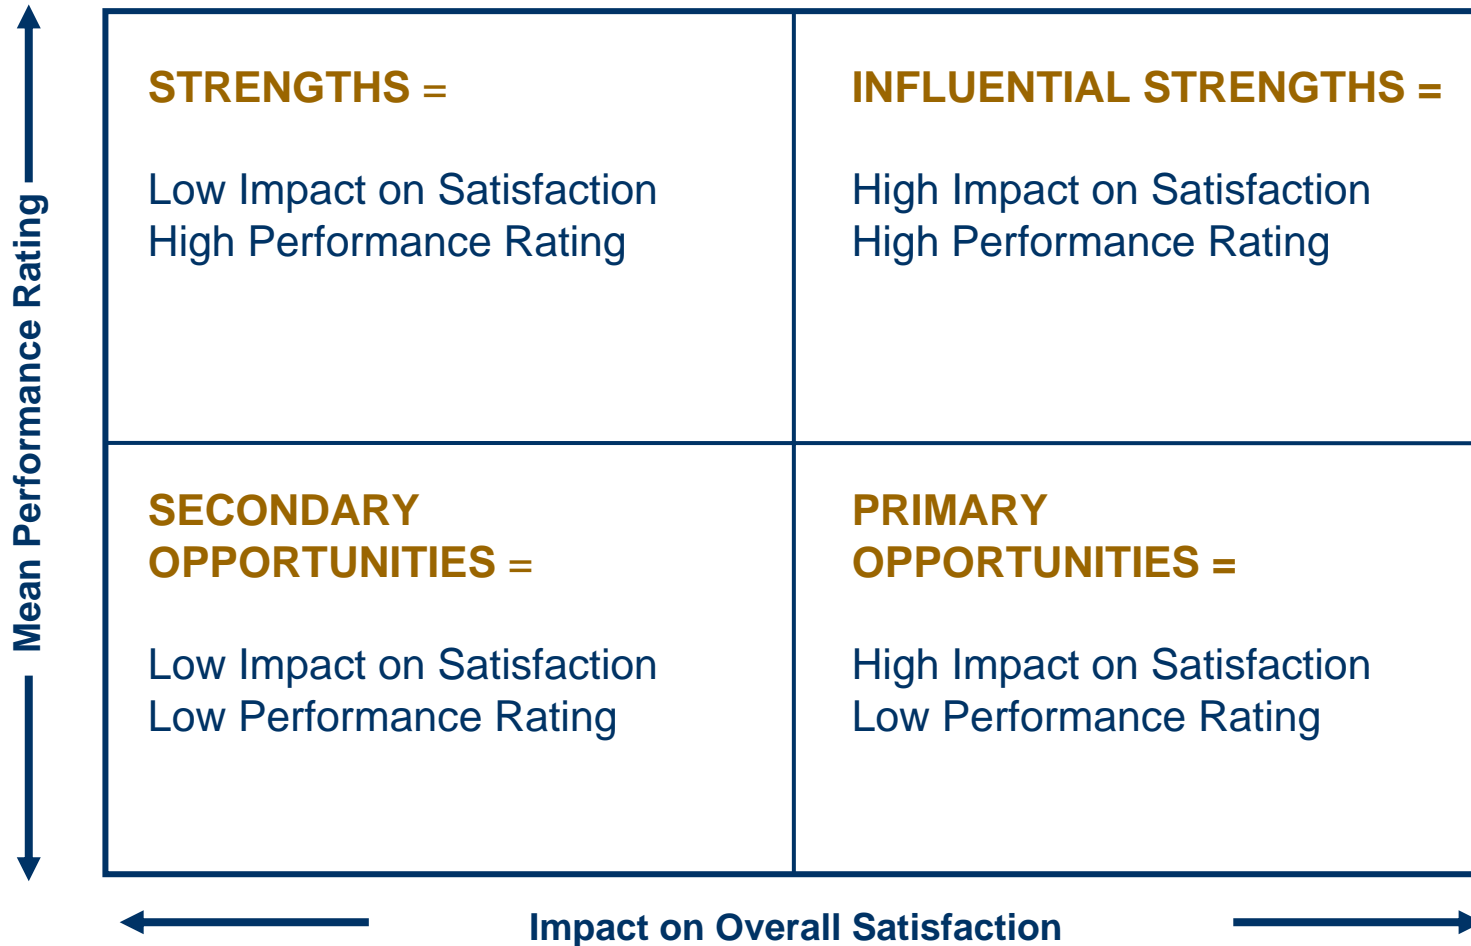 Mean Performance Rating
STRENGTHS =
Low Impact on Satisfaction
High Performance Rating
INFLUENTIAL STRENGTHS =
High Impact on Satisfaction
High Performance Rating
SECONDARY
OPPORTUNITIES =
Low Impact on Satisfaction
Low Performance Rating
PRIMARY
OPPORTUNITIES =
High Impact on Satisfaction
Low Performance Rating
Impact on Overall Satisfaction